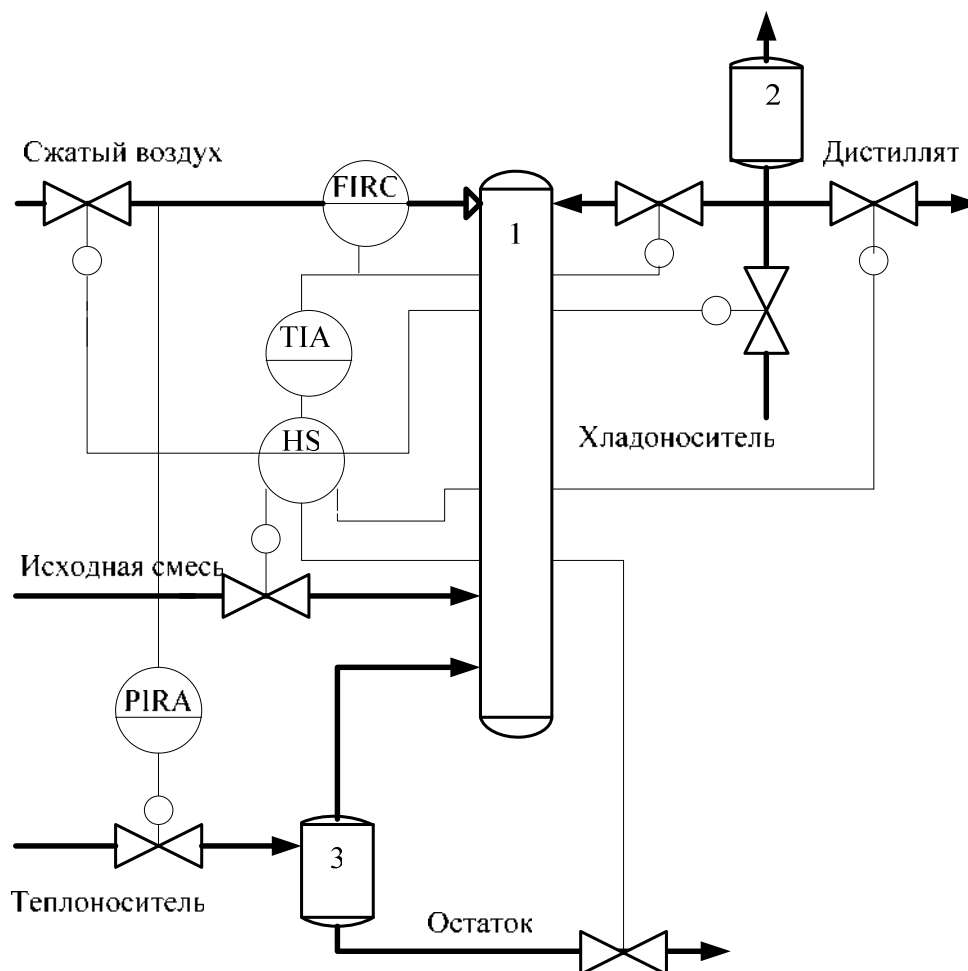 2
Сжатый воздух
Дистиллят
FIRC
1
TIA
HS
Хладоноситель
Исходная смесь
PIRA
3
Теплоноситель
Остаток